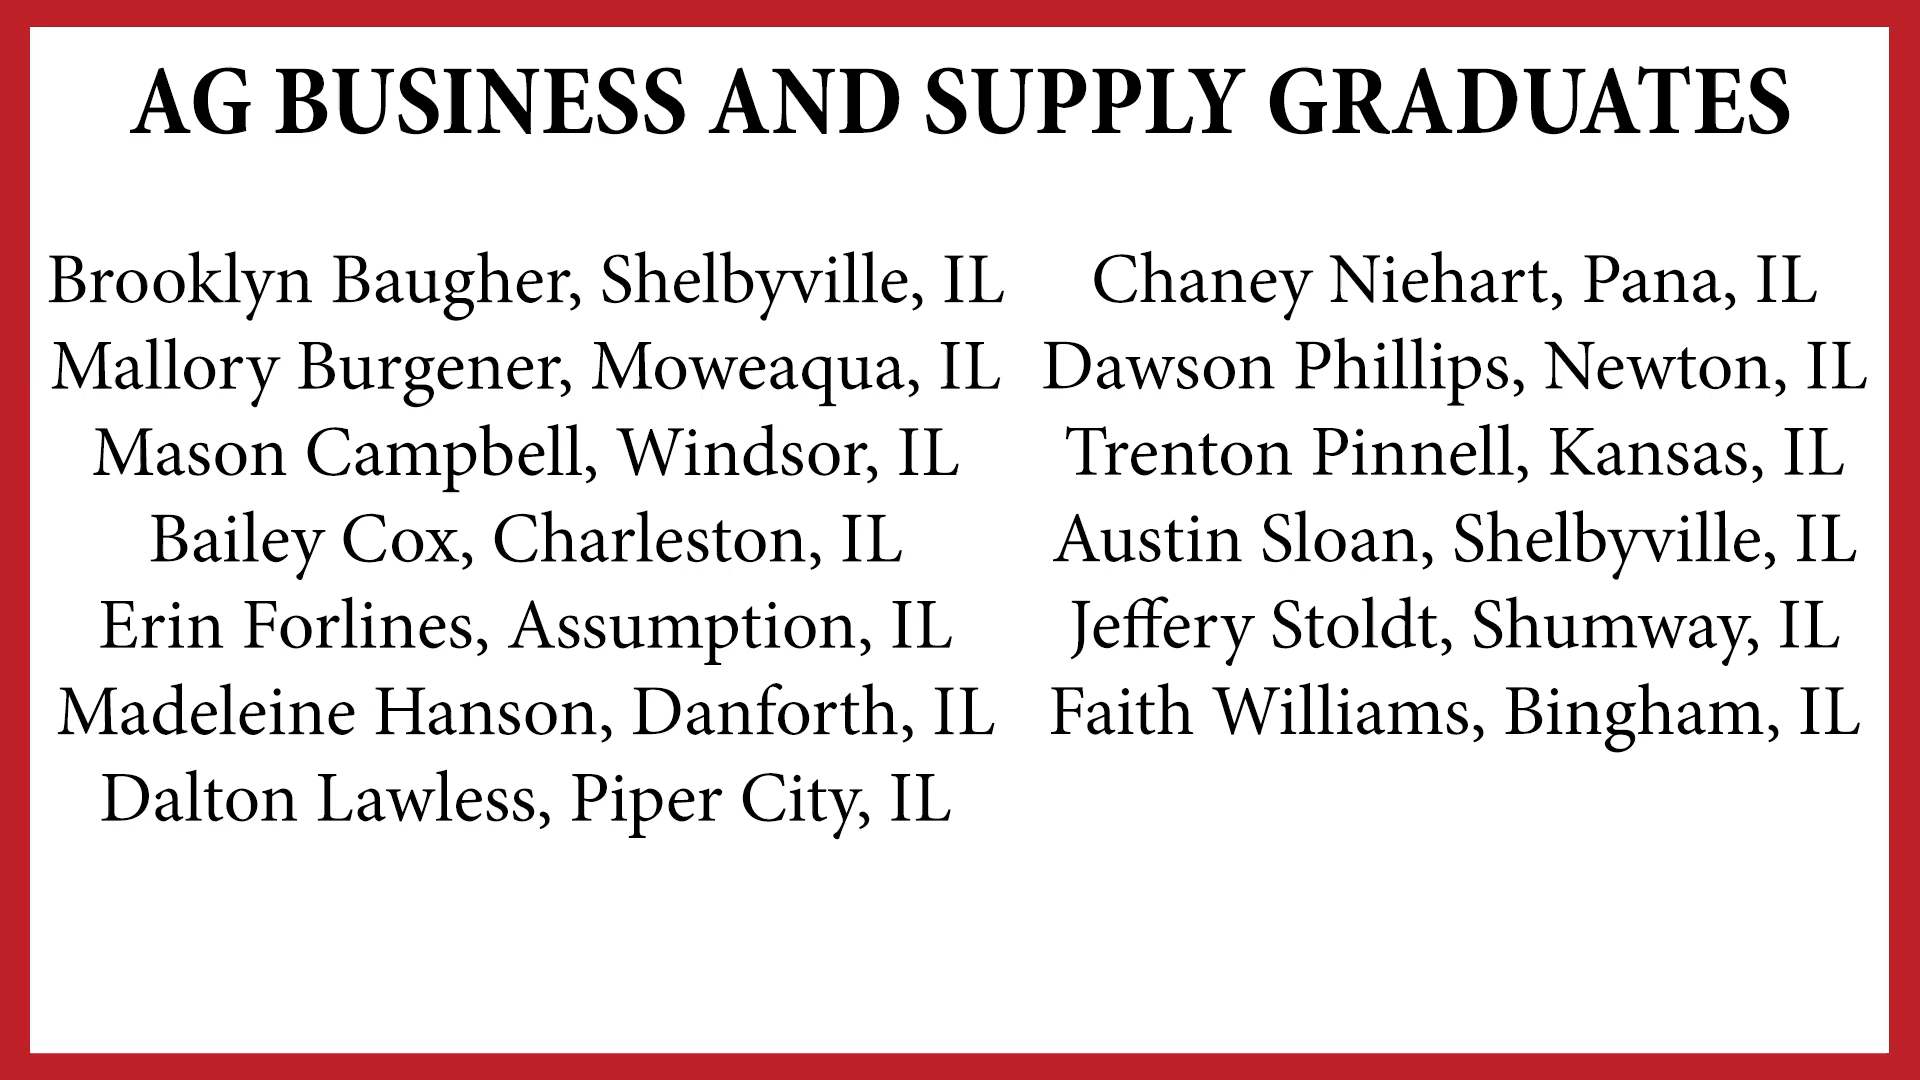 AG BUSINESS AND SUPPLY GRADUATES
Brooklyn Baugher, Shelbyville, IL
Mallory Burgener, Moweaqua, IL
Mason Campbell, Windsor, IL
Bailey Cox, Charleston, IL
Erin Forlines, Assumption, IL
Madeleine Hanson, Danforth, IL
Dalton Lawless, Piper City, IL
Chaney Niehart, Pana, IL
Dawson Phillips, Newton, IL
Trenton Pinnell, Kansas, IL
Austin Sloan, Shelbyville, IL
Jeffery Stoldt, Shumway, IL
Faith Williams, Bingham, IL